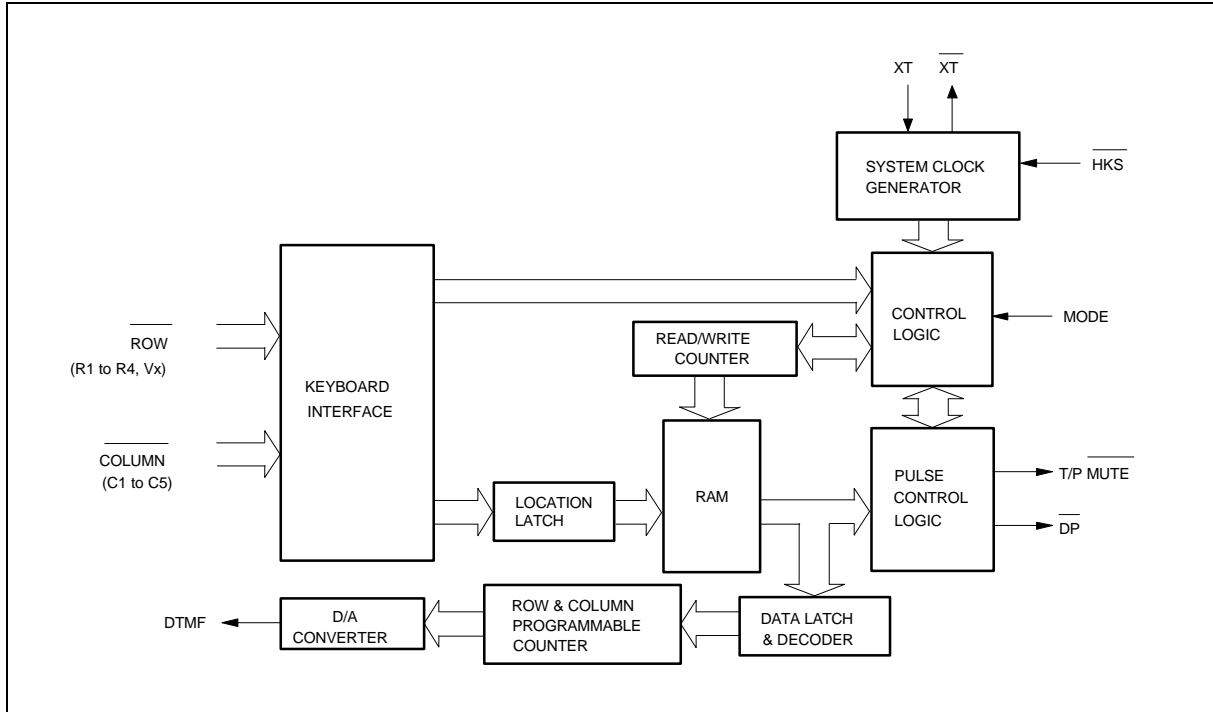 XT XT
SYSTEM CLOCK
GENERATOR
HKS
KEYBOARD
INTERFACE
ROW
(R1 to R4, Vx)
COLUMN
(C1 to C5)
READ/WRITE
COUNTER
CONTROL
LOGIC
MODE
LOCATION
LATCH
RAM
PULSE
CONTROL
LOGIC
T/P MUTE
DP
DTMF
D/A
CONVERTER
ROW & COLUMN
PROGRAMMABLE
COUNTER
DATA LATCH
& DECODER